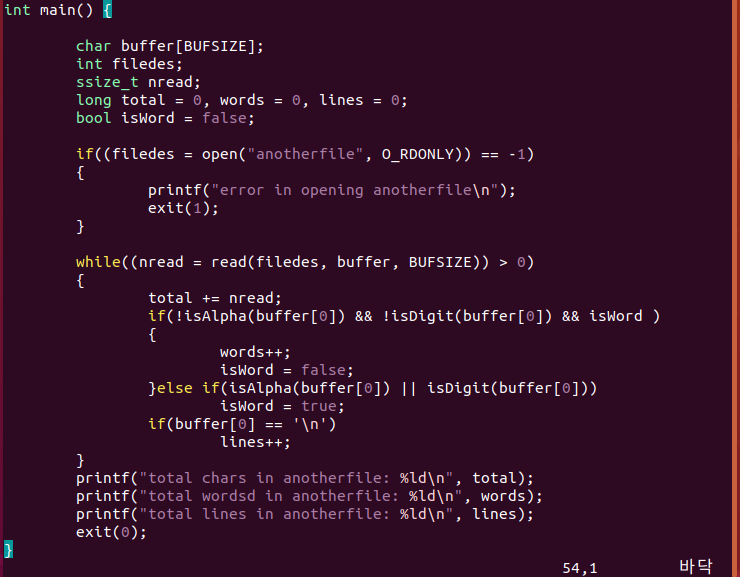 int main() {
char buffer[BUFSIZE];
int filedes;
ssize_t nread;
long total = 0, words = 0, lines = 0;
bool isWord = false;
if((filedes = open("anotherfile", O_RDONLY)) == -1)
{
printf("error in opening anotherfile\n");
exit(1);
}
while((nread = read(filedes, buffer, BUFSIZE)) > 0)
{
total += nread;
if(!isAlpha(buffer[0]) && !isDigit(buffer[0]) && isWord )
{
words++;
isWord = false;
}else if(isAlpha(buffer[0]) || isDigit(buffer[0]))
isWord = true;
if(buffer[0] == '\n')
lines++;
}
printf("total chars in anotherfile: %ld\n", total);
printf("total wordsd in anotherfile: %ld\n", words);
printf("total lines in anotherfile: %ld\n", lines);
exit(0);
}
54,1 바닥